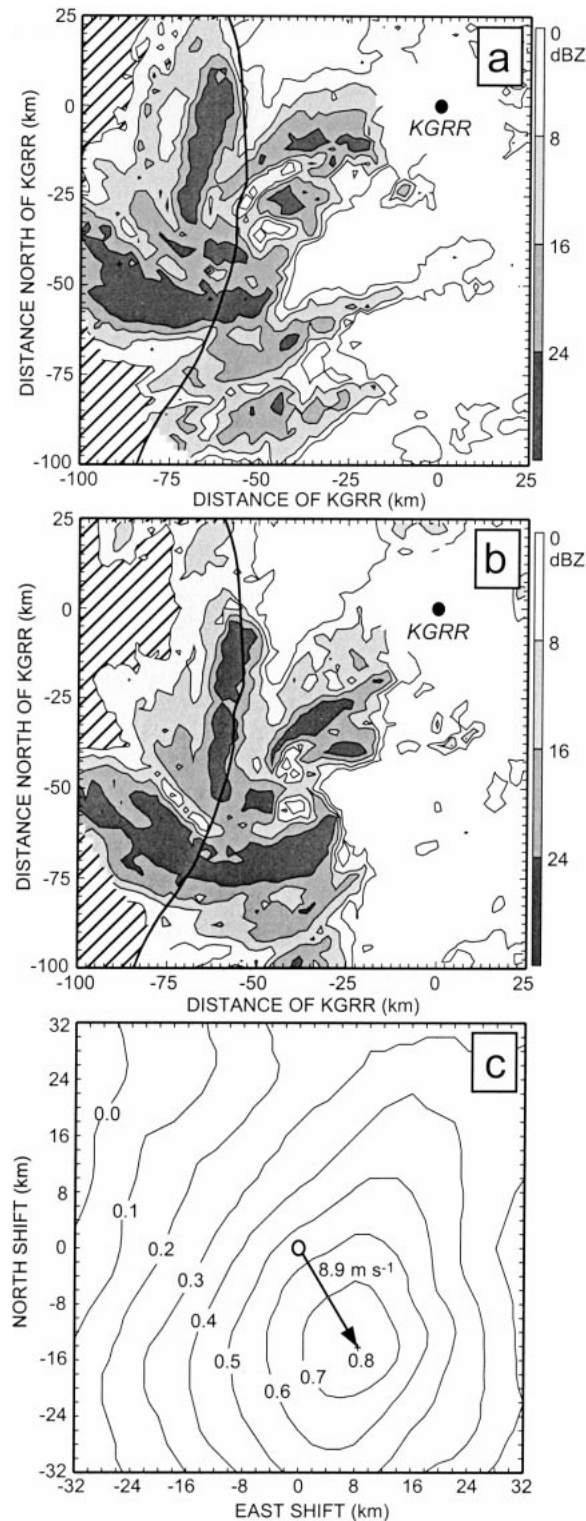 a
25
0
-25
-50
-75
-100
DISTANCE NORTH OF KGRR (km)
KGRR
-100 -75 -50 -25 0 25
DISTANCE OF KGRR (km)
0
dBZ
8
16
24
b
25
0
-25
-50
-75
-100
DISTANCE NORTH OF KGRR (km)
KGRR
-100 -75 -50 -25 0 25
DISTANCE OF KGRR (km)
0
dBZ
8
16
24
c
32
24
16
8
0
-8
-16
-24
-32
NORTH SHIFT (km)
0.0
0.1
0.2
0.3
0.4
0.5
0.6
0.7
0.8
O
8.9 m s⁻¹
-32 -24 -16 -8 0 8 16 24 32
EAST SHIFT (km)